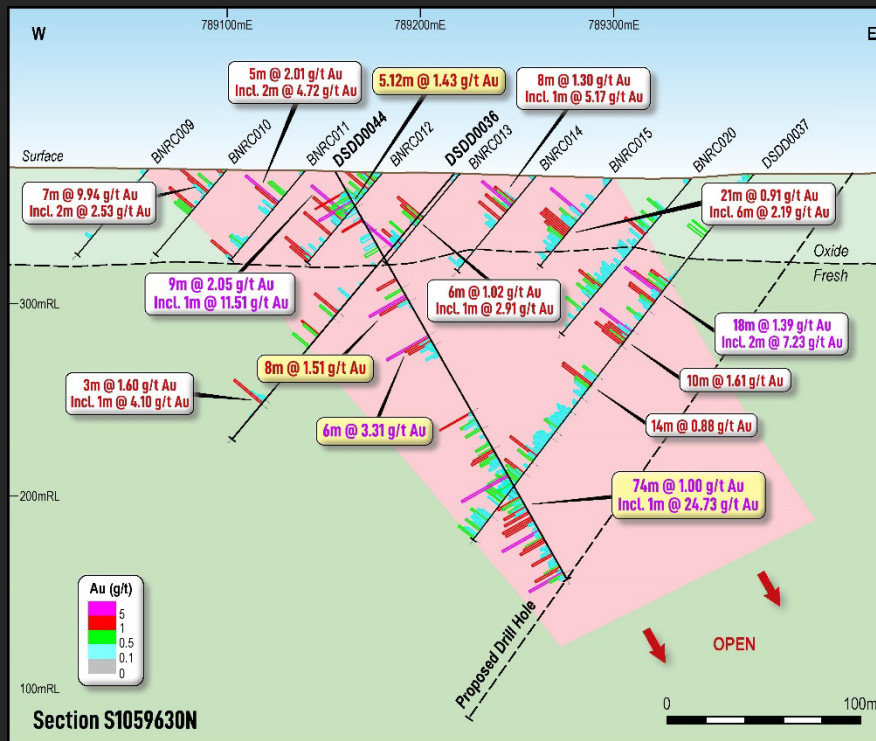 789100mE
789200mE
789300mE
W
E
5m @ 2.01 g/t Au
Incl. 2m @ 4.72 g/t Au
5.12m @ 1.43 g/t Au
8m @ 1.30 g/t Au
Incl. 1m @ 5.17 g/t Au
Surface
BNRC009
BNRC010
BNRC011
DSDD0044
BNRC012
DSDD0036
BNRC013
BNRC014
BNRC015
BNRC020
DSDD0037
7m @ 9.94 g/t Au
Incl. 2m @ 2.53 g/t Au
21m @ 0.91 g/t Au
Incl. 6m @ 2.19 g/t Au
Oxide
Fresh
9m @ 2.05 g/t Au
Incl. 1m @ 11.51 g/t Au
6m @ 1.02 g/t Au
Incl. 1m @ 2.91 g/t Au
300mRL
18m @ 1.39 g/t Au
Incl. 2m @ 7.23 g/t Au
8m @ 1.51 g/t Au
10m @ 1.61 g/t Au
3m @ 1.60 g/t Au
Incl. 1m @ 4.10 g/t Au
14m @ 0.88 g/t Au
6m @ 3.31 g/t Au
200mRL
74m @ 1.00 g/t Au
Incl. 1m @ 24.73 g/t Au
Au (g/t)
5
1
0.5
0.1
0
Proposed Drill Hole
OPEN
100mRL
Section S1059630N
0
100m